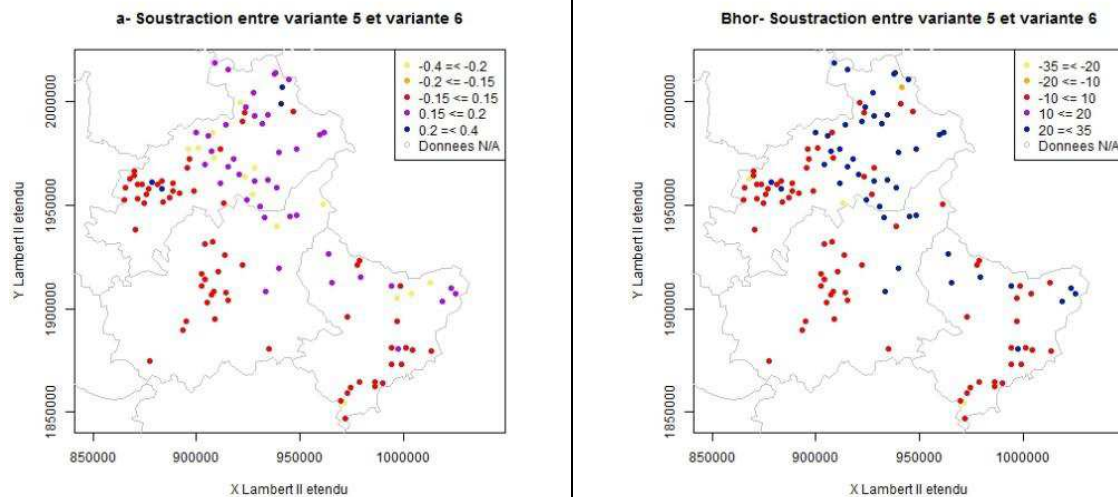 a- Soustraction entre variante 5 et variante 6
-0.4 =< -0.2
-0.2 <= -0.15
-0.15 <= 0.15
0.15 <= 0.2
0.2 =< 0.4
Donnees N/A
Y Lambert II etendu
1850000 1900000 1950000 2000000
850000 900000 950000 1000000
X Lambert II etendu
Bhor- Soustraction entre variante 5 et variante 6
-35 =< -20
-20 <= -10
-10 <= 10
10 <= 20
20 =< 35
Donnees N/A
Y Lambert II etendu
1850000 1900000 1950000 2000000
850000 900000 950000 1000000
X Lambert II etendu